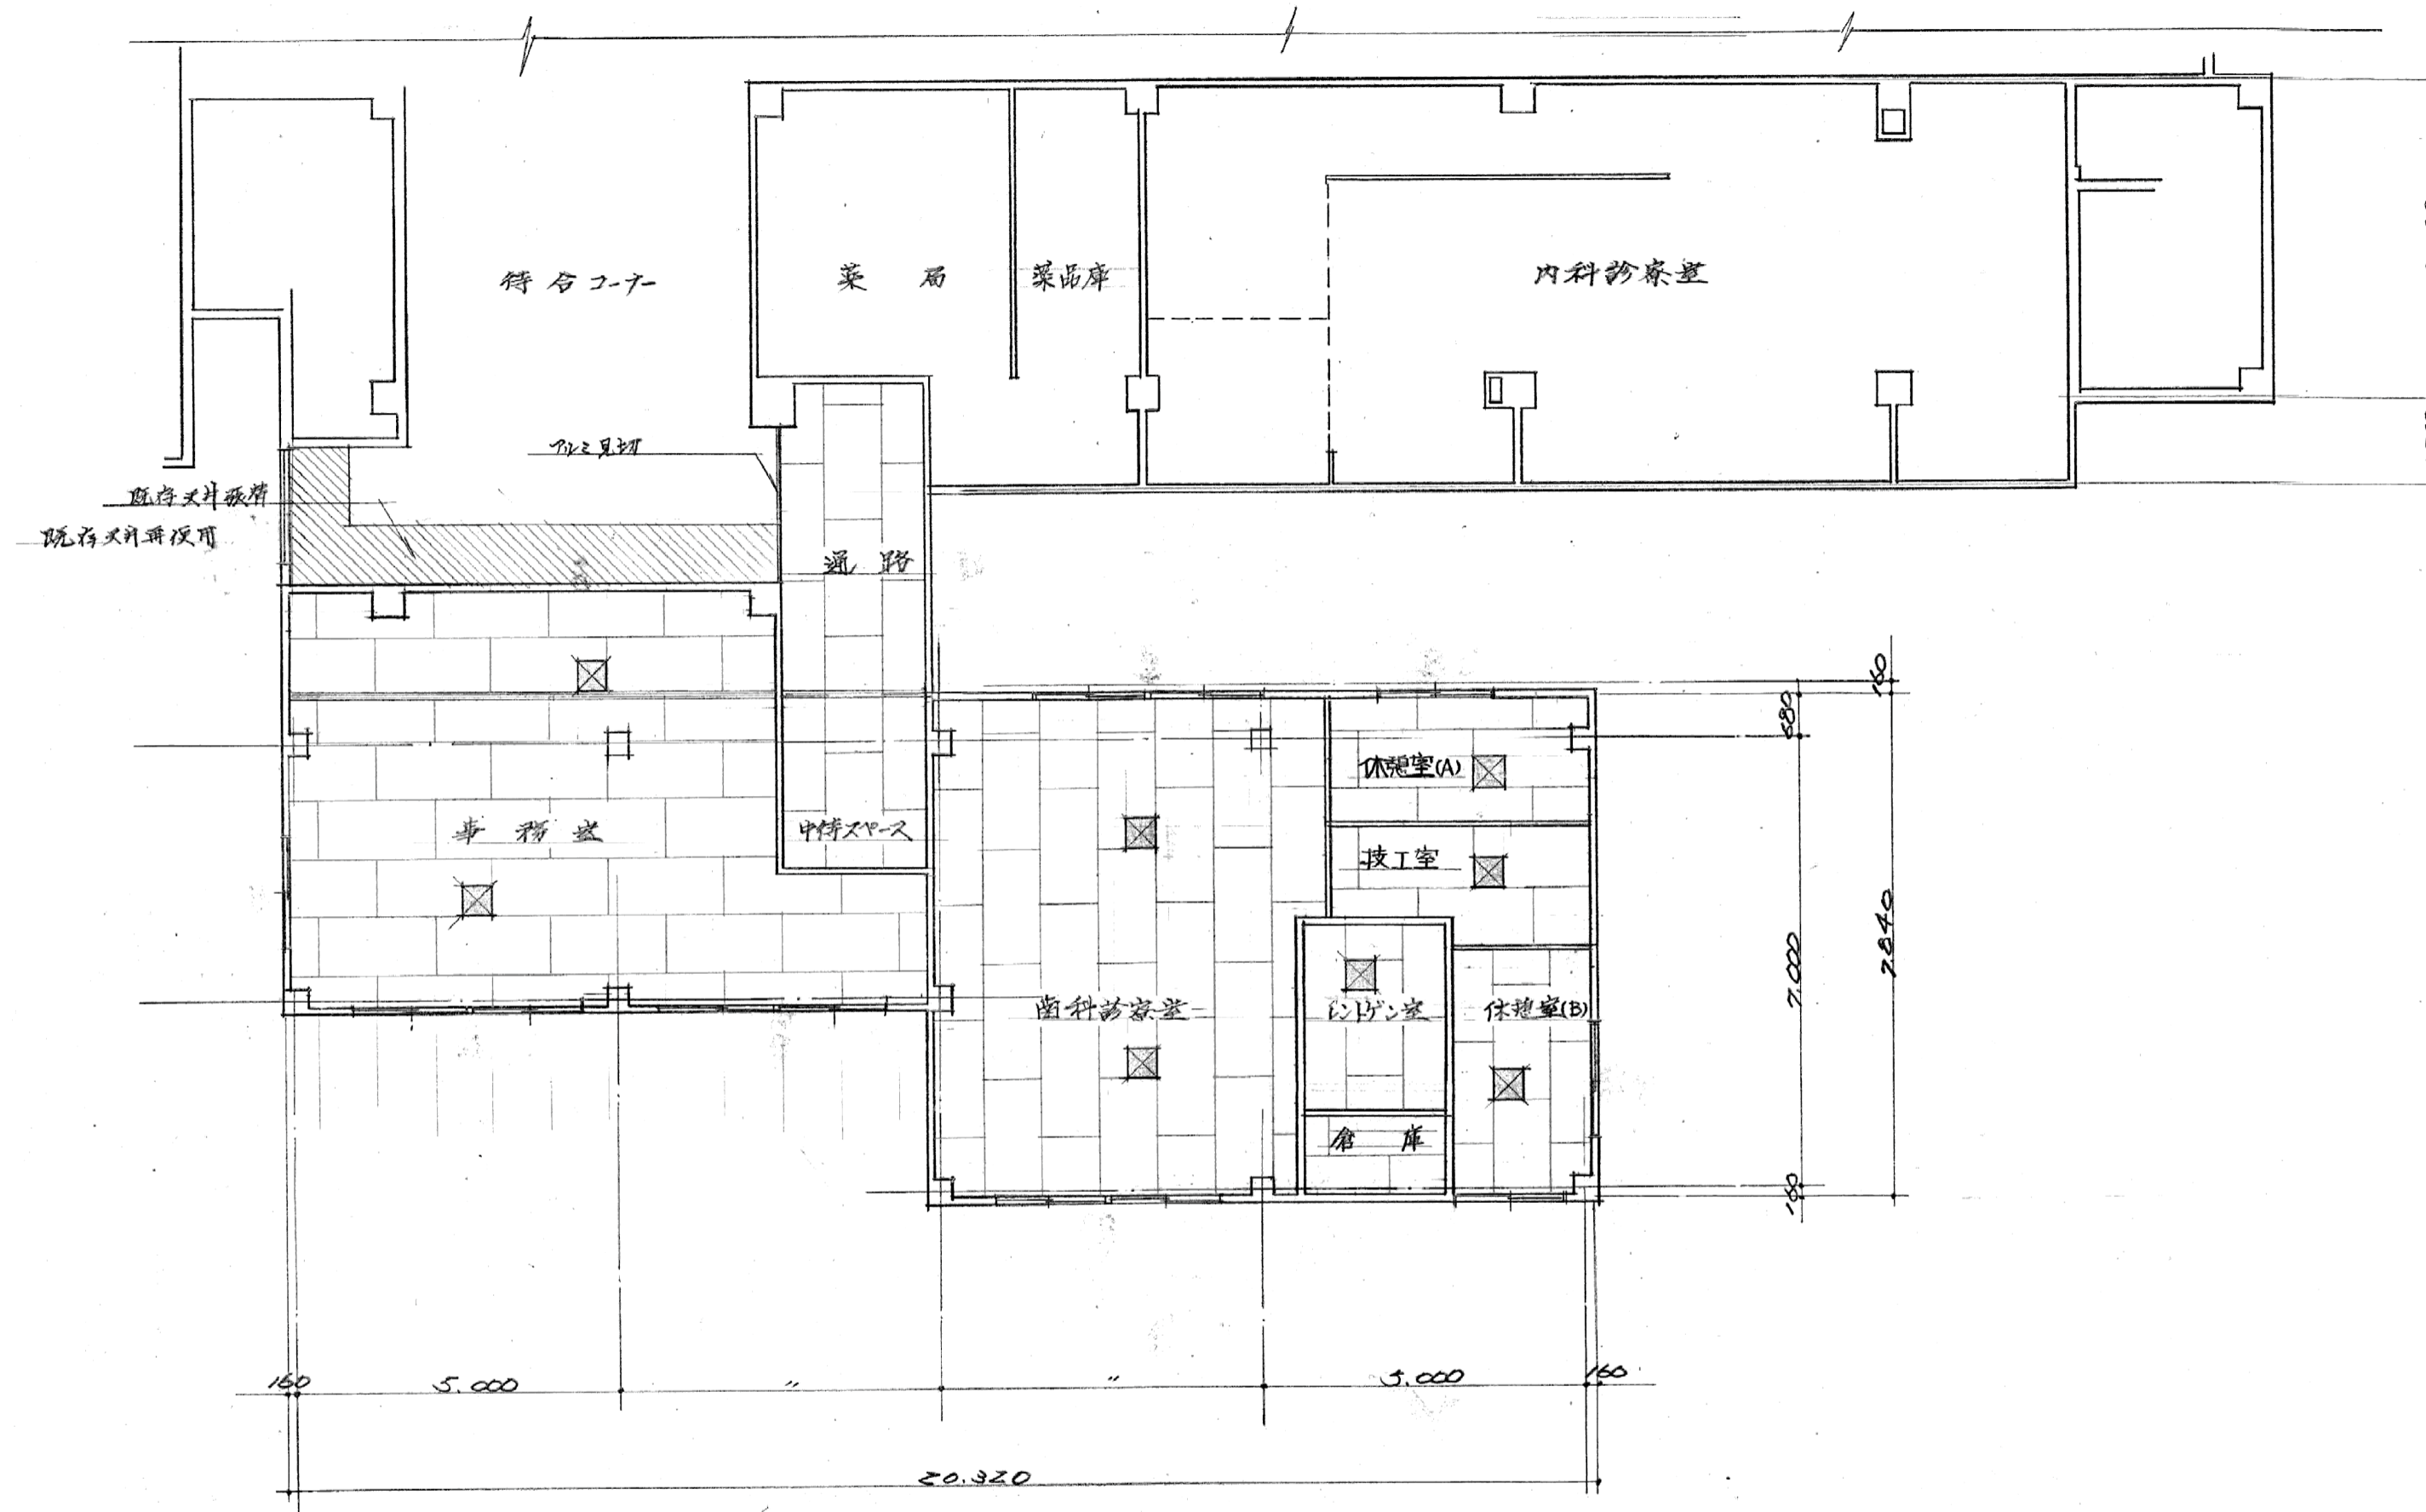 待合コーナー
薬局
薬品庫
内科診察室
アルミ見切
既存天井張替
既存天井再使用
通路
事務室
中待スペース
休憩室(A)
技工室
歯科診察室
レントゲン室
休憩室(B)
倉庫
160
680
7.000
7840
160
160
5.000
〃
〃
5.000
160
20.320